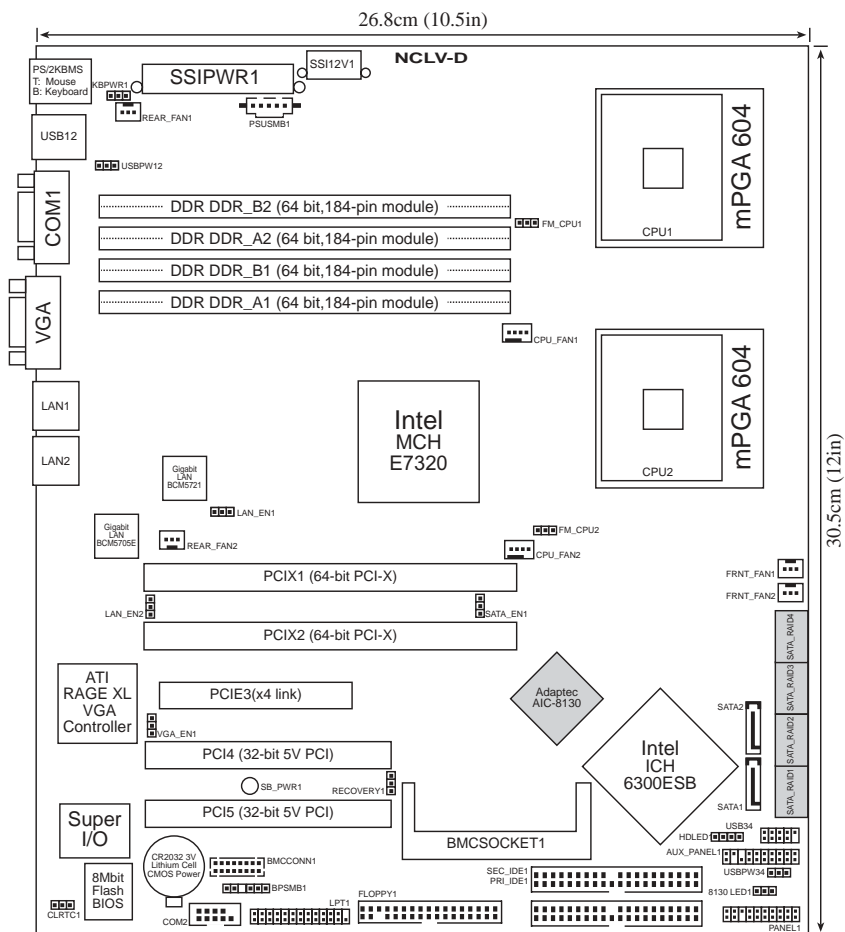 26.8cm (10.5in)
NCLV-D
PS/2KBMS
T: Mouse
B: Keyboard
KBPWR1
SSIPWR1
SSI12V1
REAR_FAN1
PSUSMB1
USB12
USBPW12
COM1
mPGA 604
CPU1
DDR DDR_B2 (64 bit,184-pin module)
FM_CPU1
DDR DDR_A2 (64 bit,184-pin module)
DDR DDR_B1 (64 bit,184-pin module)
DDR DDR_A1 (64 bit,184-pin module)
VGA
CPU_FAN1
mPGA 604
CPU2
LAN1
Intel
MCH
E7320
LAN2
30.5cm (12in)
Gigabit
LAN
BCM5721
LAN_EN1
Gigabit
LAN
BCM5705E
REAR_FAN2
FM_CPU2
CPU_FAN2
FRNT_FAN1
FRNT_FAN2
PCIX1 (64-bit PCI-X)
LAN_EN2
SATA_EN1
PCIX2 (64-bit PCI-X)
SATA_RAID4
SATA_RAID3
SATA_RAID2
SATA_RAID1
ATI
RAGE XL
VGA
Controller
PCIE3(x4 link)
Adaptec
AIC-8130
SATA2
VGA_EN1
Intel
ICH
6300ESB
PCI4 (32-bit 5V PCI)
SB_PWR1
RECOVERY1
SATA1
PCI5 (32-bit 5V PCI)
Super
I/O
BMCSOCKET1
USB34
HDLED1
AUX_PANEL1
CR2032 3V
Lithium Cell
CMOS Power
BMCCONN1
SEC_IDE1
PRI_IDE1
USBPW34
8Mbit
Flash
BIOS
BPSMB1
8130 LED1
CLRTC1
COM2
LPT1
FLOPPY1
PANEL1